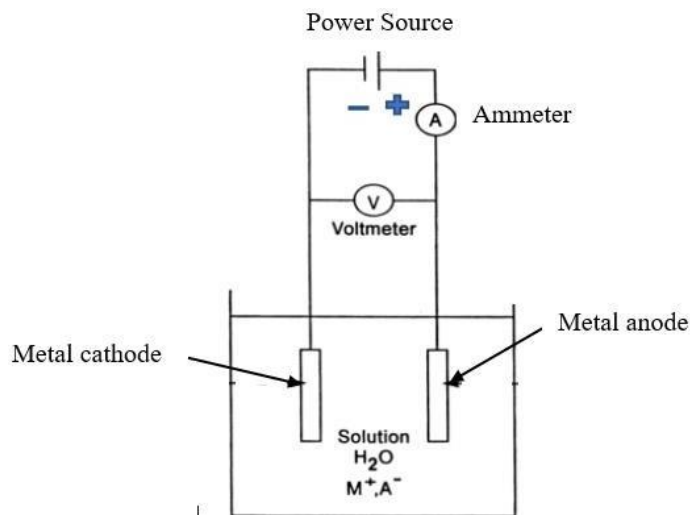 Power Source
− +
A
Ammeter
V
Voltmeter
Metal anode
Metal cathode
Solution
H₂O
M⁺,A⁻